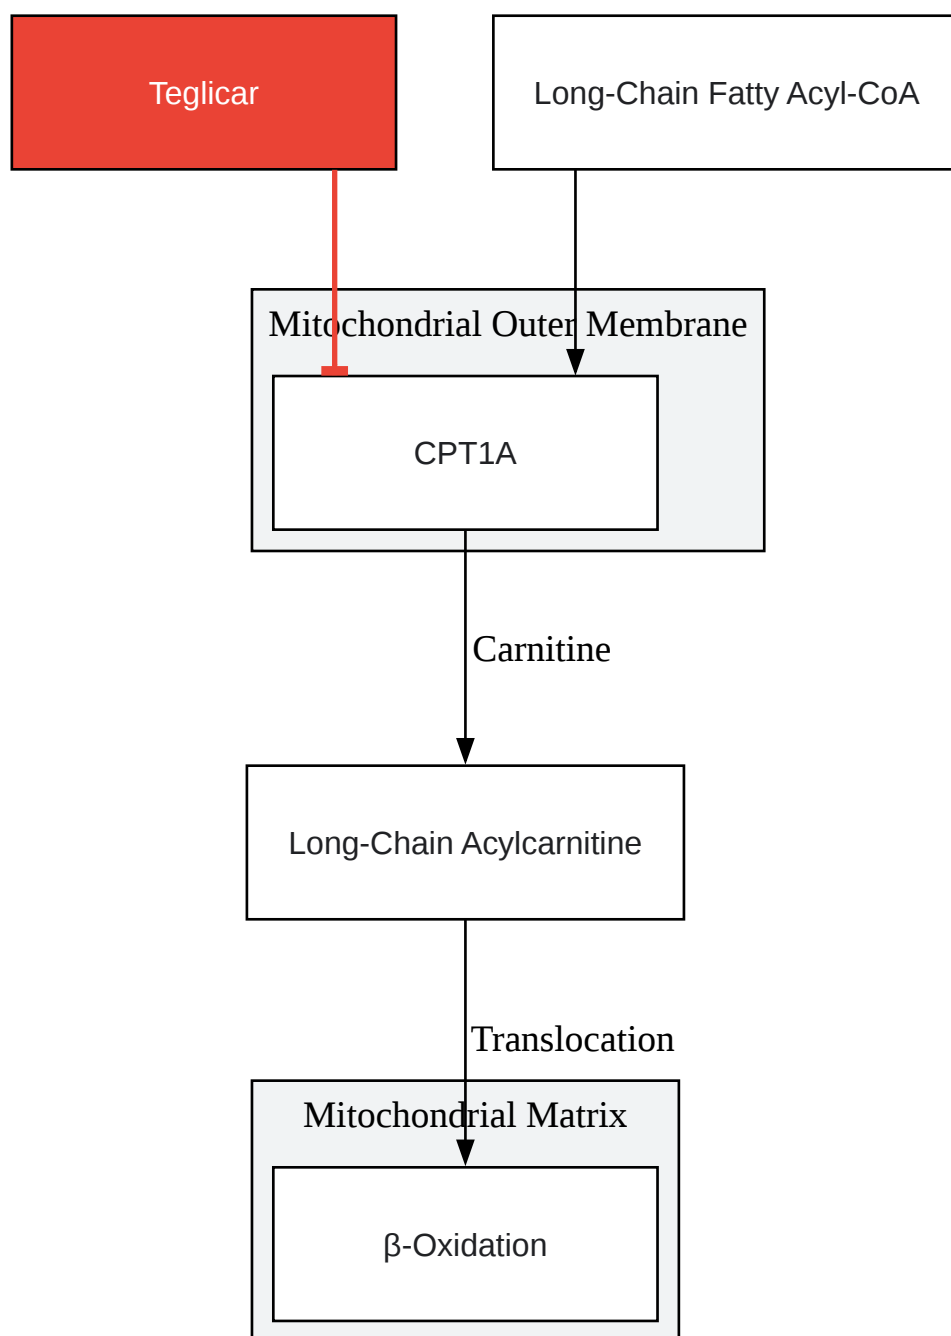 Teglicar
Long-Chain Fatty Acyl-CoA
Mitochondrial Outer Membrane
CPT1A
Carnitine
Long-Chain Acylcarnitine
Translocation
Mitochondrial Matrix
β-Oxidation